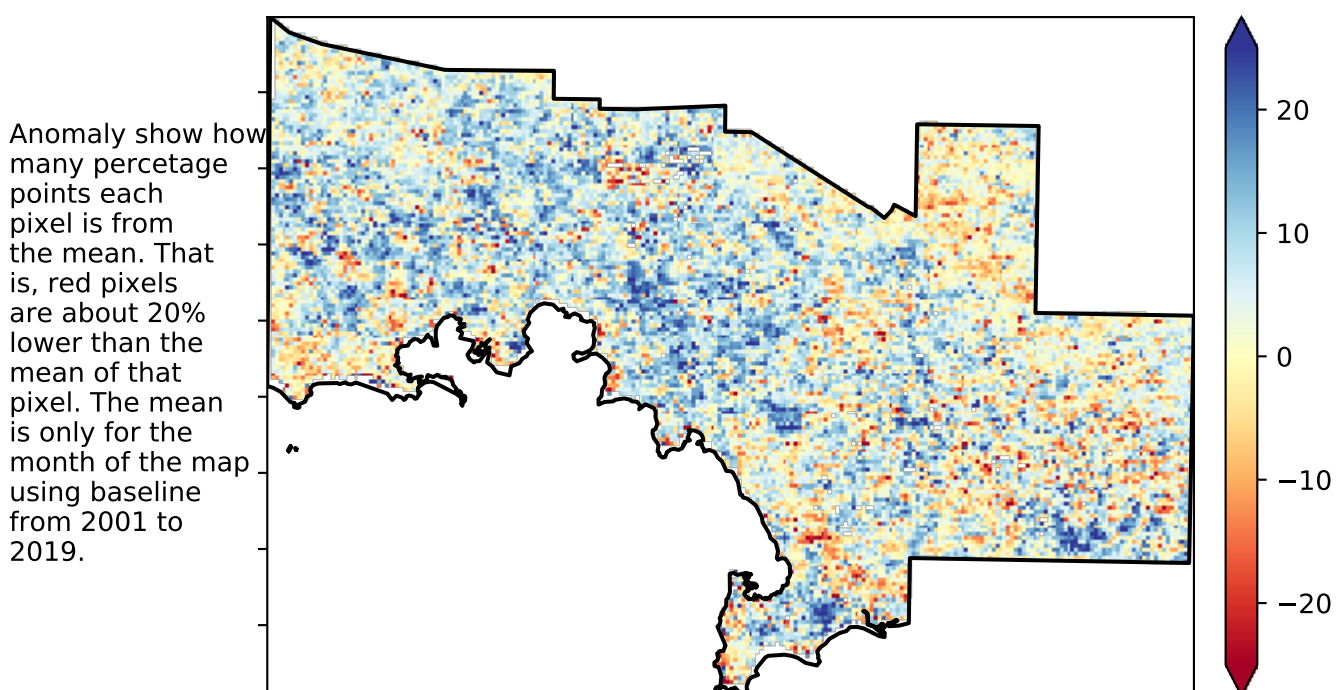 Anomaly show how
many percetage
points each
pixel is from
the mean. That
is, red pixels
are about 20%
lower than the
mean of that
pixel. The mean
is only for the
month of the map
using baseline
from 2001 to
2019.
20
10
0
−10
−20